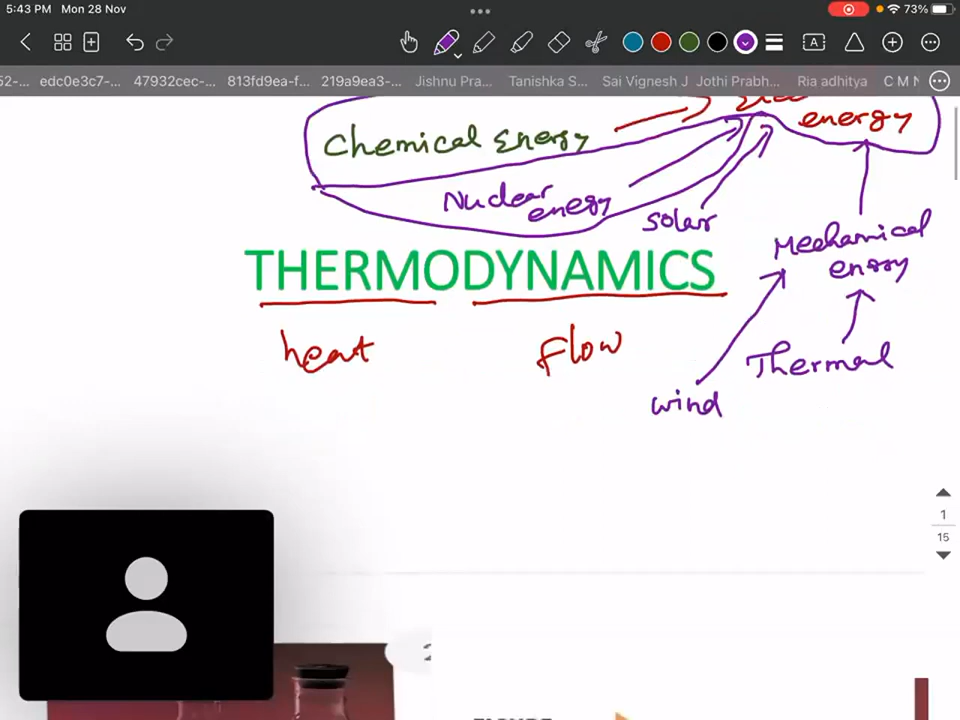 5:43 PM Mon 28 Nov
73%
52-
edc0e3c7-...
47932cec-...
813fd9ea-f...
219a9ea3-...
Jishnu Pra...
Tanishka S...
Sai Vignesh J
Jothi Prabh...
Ria adhitya
C M N
Chemical Energy
energy
Nuclear
energy
solar
Mechanical
energy
THERMODYNAMICS
heat
flow
Thermal
wind
1
15